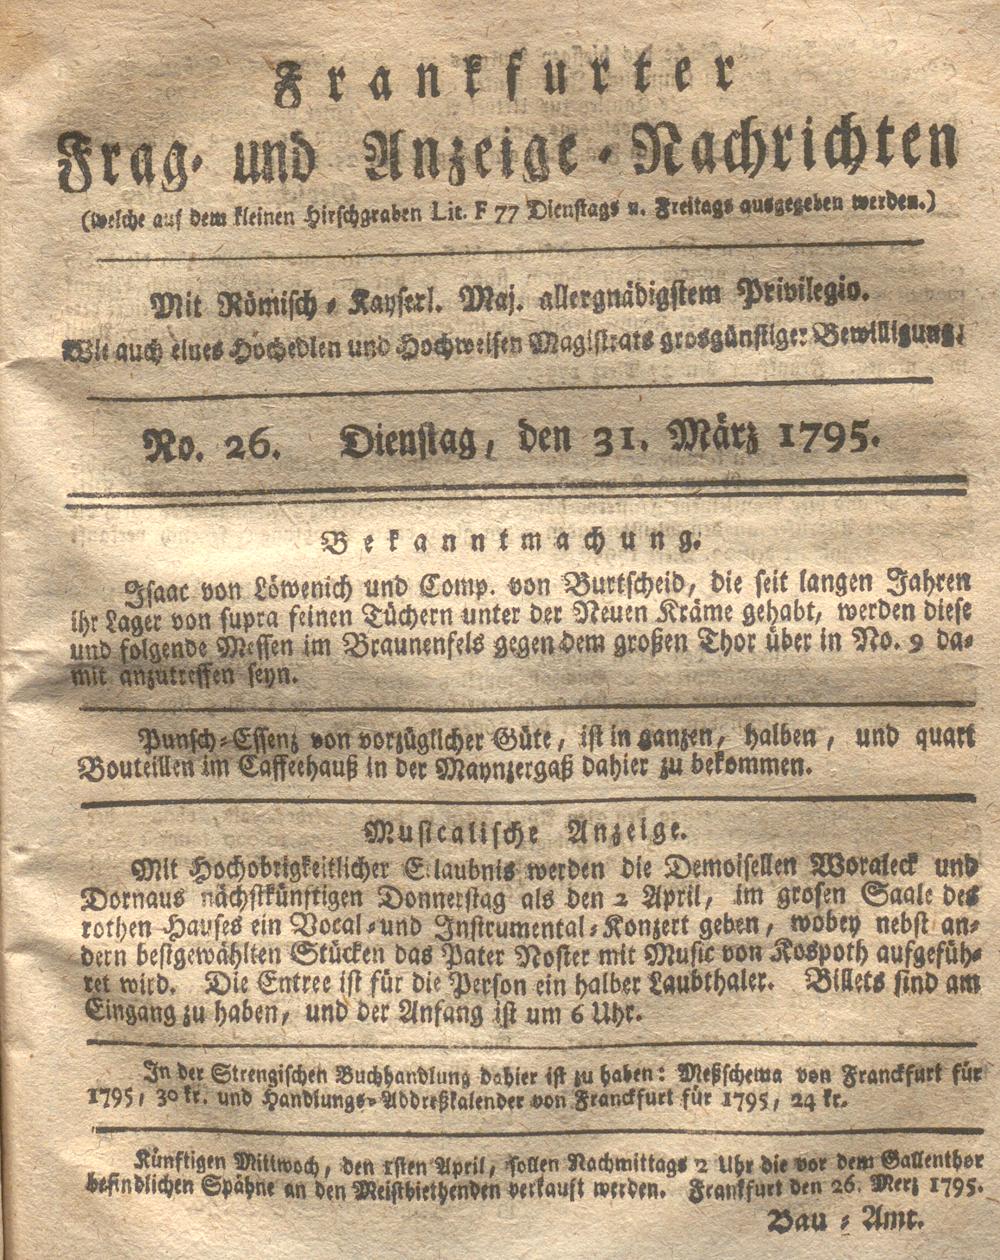 Frankfurter
Frag- und Anzeige-Nachrichten
(welche auf dem kleinen Hirschgraben Lit. F 77 Dienstags u. Freitags ausgegeben werden.)
Mit Römisch-Kayserl. Maj. allergnädigstem Privilegio.
Wie auch eines Hochedlen und Hochweisen Magistrats grosgünstiger Bewilligung.
No. 26. Dienstag, den 31. März 1795.
Bekanntmachung.
Isaac von Löwenich und Comp. von Burtscheid, die seit langen Jahren
ihr Lager von supra feinen Tüchern unter der Neuen Kräme gehabt, werden diese
und folgende Messen im Braunenfels gegen dem großen Thor über in No. 9 da-
mit anzutreffen seyn.
Punsch-Essenz von vorzüglicher Güte, ist in ganzen, halben, und quart
Bouteillen im Caffeehauß in der Maynzergaß dahier zu bekommen.
Musicalische Anzeige.
Mit Hochobrigkeitlicher Erlaubnis werden die Demoisellen Woraleck und
Dornaus nächstkünftigen Donnerstag als den 2 April, im grosen Saale des
rothen Hauses ein Vocal-und Instrumental-Konzert geben, wobey nebst an-
dern bestgewählten Stücken das Pater Noster mit Music von Kospoth aufgefüh-
ret wird. Die Entree ist für die Person ein halber Laubthaler. Billets sind am
Eingang zu haben, und der Anfang ist um 6 Uhr.
In der Strengischen Buchhandlung dahier ist zu haben: Meßschema von Franckfurt für
1795, 30 kr. und Handlungs-Addreßkalender von Franckfurt für 1795, 24 kr.
Künftigen Mittwoch, den 1sten April, sollen Nachmittags 2 Uhr die vor dem Gallenthor
befindlichen Spähne an den Meistbiethenden verkauft werden. Frankfurt den 26. Merz 1795.
Bau-Amt.